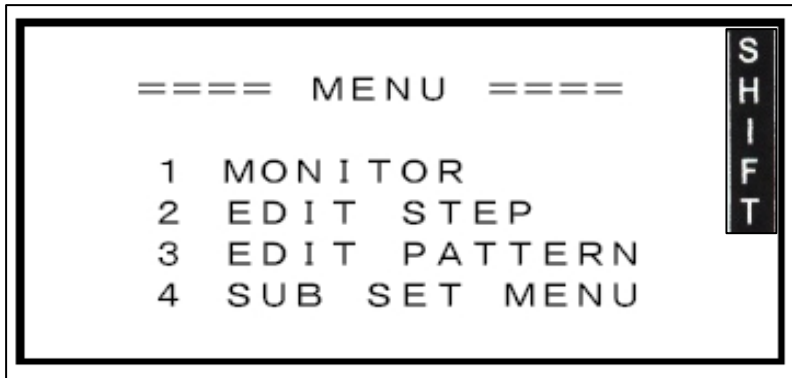 ==== MENU ====
1 MONITOR
2 EDIT STEP
3 EDIT PATTERN
4 SUB SET MENU
SHIFT